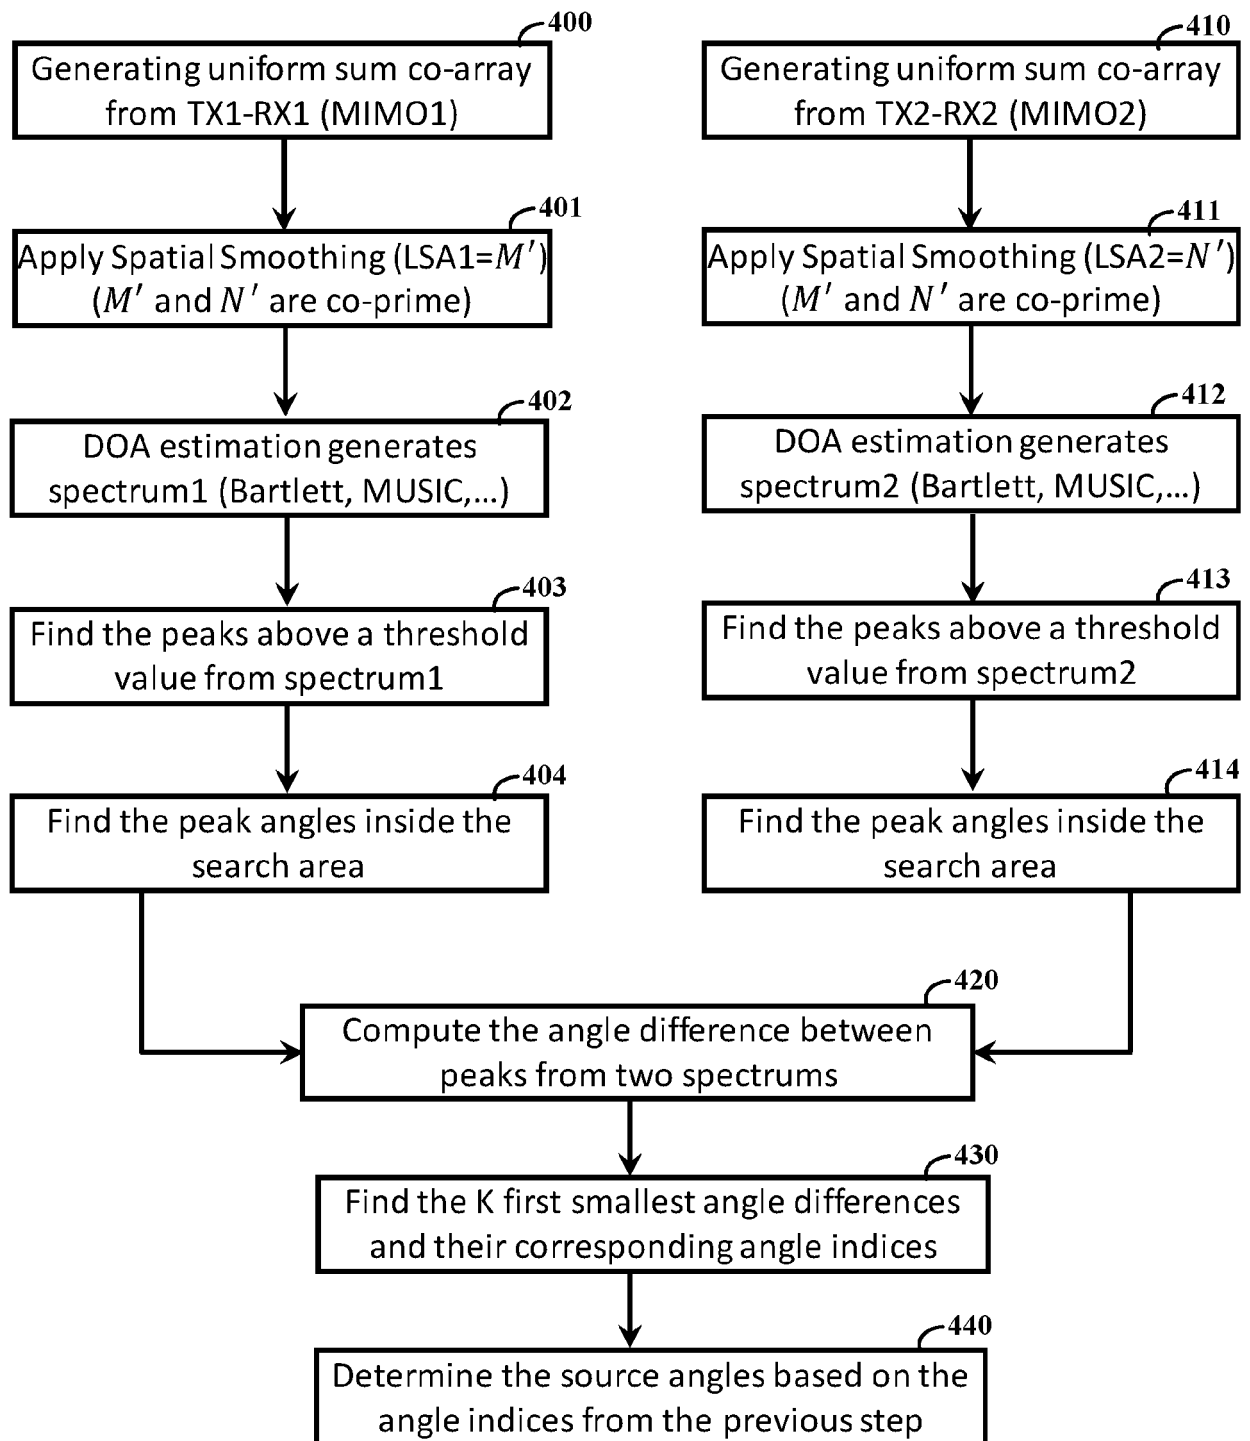 400
Generating uniform sum co-array
from TX1-RX1 (MIMO1)
410
Generating uniform sum co-array
from TX2-RX2 (MIMO2)
401
Apply Spatial Smoothing (LSA1=M′)
(M′ and N′ are co-prime)
411
Apply Spatial Smoothing (LSA2=N′)
(M′ and N′ are co-prime)
402
DOA estimation generates
spectrum1 (Bartlett, MUSIC,...)
412
DOA estimation generates
spectrum2 (Bartlett, MUSIC,...)
403
Find the peaks above a threshold
value from spectrum1
413
Find the peaks above a threshold
value from spectrum2
404
Find the peak angles inside the
search area
414
Find the peak angles inside the
search area
420
Compute the angle difference between
peaks from two spectrums
430
Find the K first smallest angle differences
and their corresponding angle indices
440
Determine the source angles based on the
angle indices from the previous step